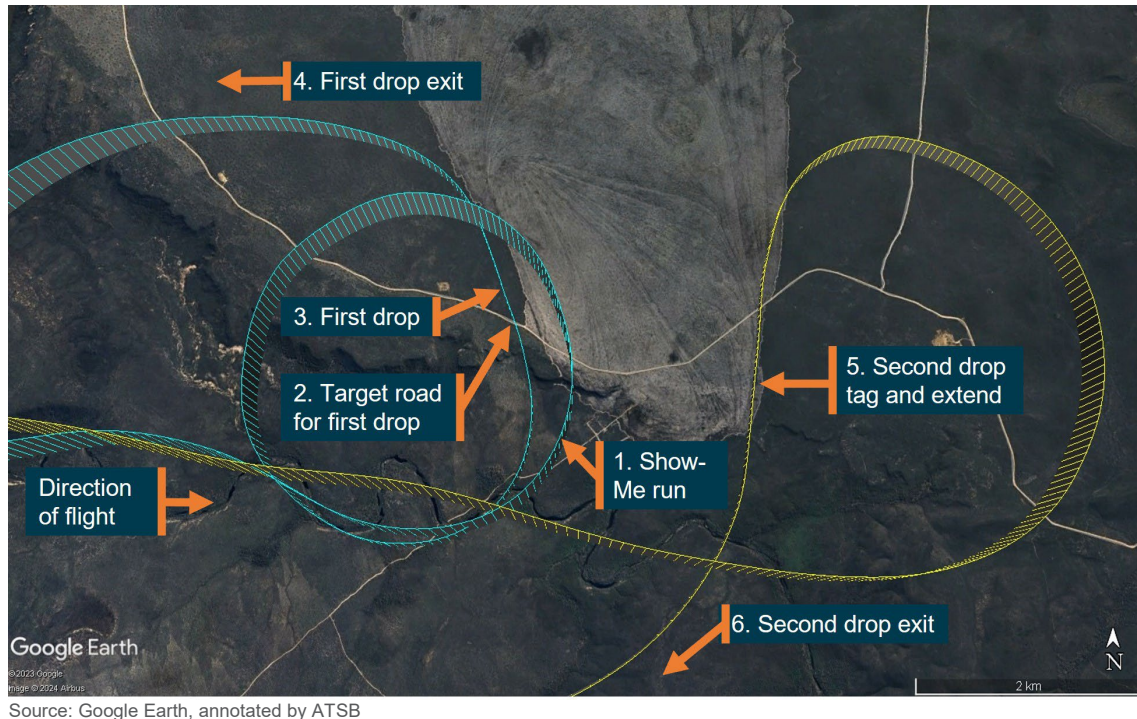 4. First drop exit
3. First drop
2. Target road
for first drop
5. Second drop
tag and extend
1. Show-
Me run
Direction
of flight
6. Second drop exit
Google Earth
© 2023 Google
Image © 2024 Airbus
N
2 km
Source: Google Earth, annotated by ATSB